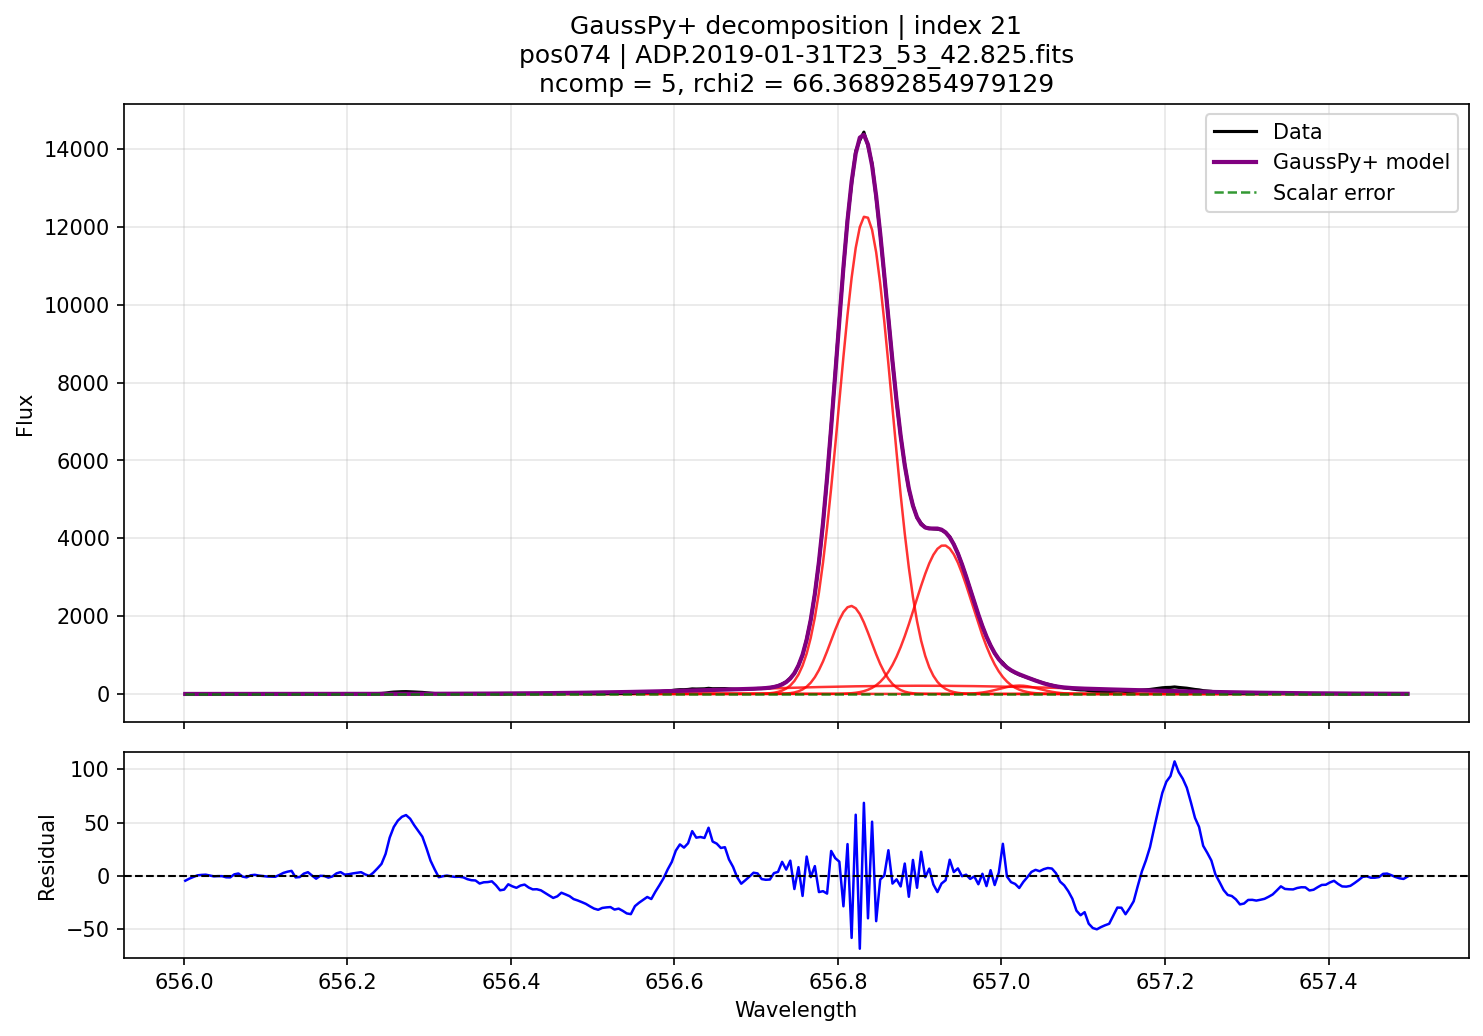 GaussPy+ decomposition | index 21
pos074 | ADP.2019-01-31T23_53_42.825.fits
ncomp = 5, rchi2 = 66.36892854979129
Data
GaussPy+ model
Scalar error
Flux
14000
12000
10000
8000
6000
4000
2000
0
Residual
100
50
0
−50
656.0
656.2
656.4
656.6
656.8
657.0
657.2
657.4
Wavelength